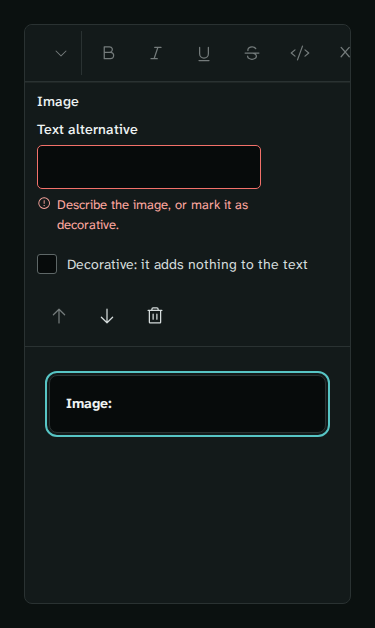 B I U S </> X
Image
Text alternative
Describe the image, or mark it as
decorative.
Decorative: it adds nothing to the text
Image: